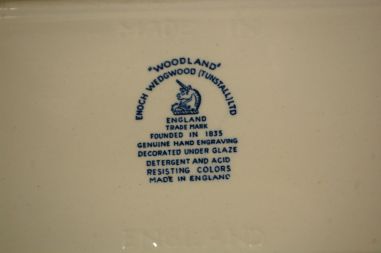 "WOODLAND"
ENOCH WEDGWOOD (TUNSTALL) LTD
ENGLAND
TRADE MARK
FOUNDED IN 1835
GENUINE HAND ENGRAVING
DECORATED UNDER GLAZE
DETERGENT AND ACID
RESISTING COLORS
MADE IN ENGLAND